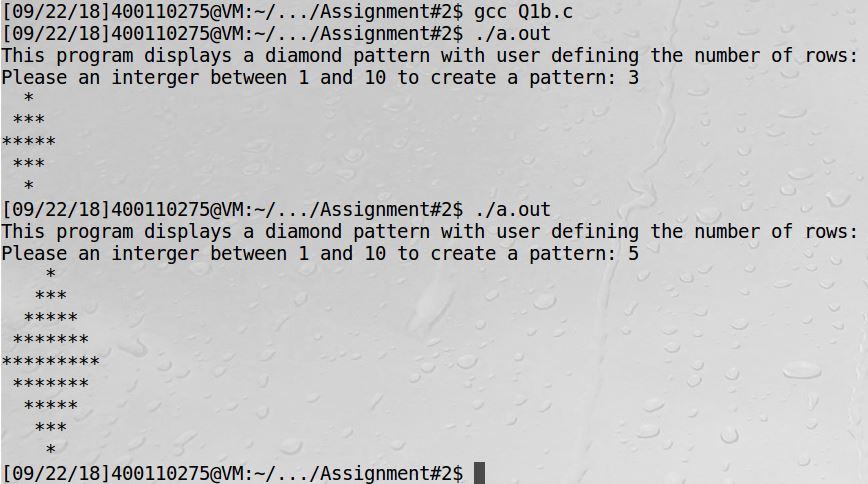 [09/22/18]400110275@VM:~/.../Assignment#2$ gcc Q1b.c
[09/22/18]400110275@VM:~/.../Assignment#2$ ./a.out
This program displays a diamond pattern with user defining the number of rows:
Please an interger between 1 and 10 to create a pattern: 3
  *
 ***
*****
 ***
  *
[09/22/18]400110275@VM:~/.../Assignment#2$ ./a.out
This program displays a diamond pattern with user defining the number of rows:
Please an interger between 1 and 10 to create a pattern: 5
    *
   ***
  *****
 *******
*********
 *******
  *****
   ***
    *
[09/22/18]400110275@VM:~/.../Assignment#2$